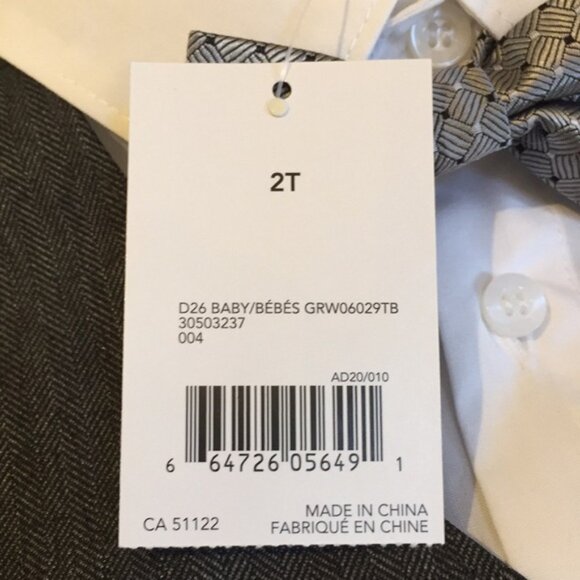 2T
D26 BABY/BÉBÉS GRW06029TB
30503237
004
AD20/010
6 64726 05649 1
MADE IN CHINA
CA 51122 FABRIQUÉ EN CHINE